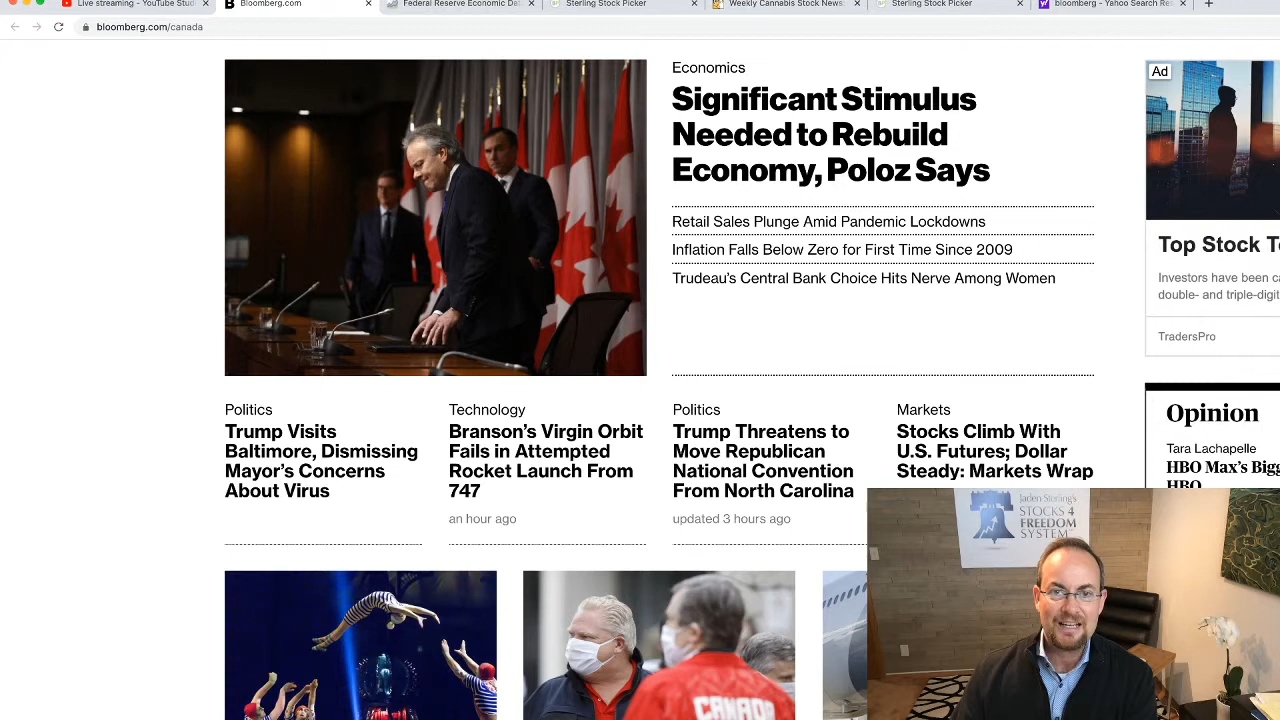 Live streaming - YouTube Stud
Bloomberg.com
Federal Reserve Economic Da
Sterling Stock Picker
Weekly Cannabis Stock News:
Sterling Stock Picker
bloomberg - Yahoo Search Re
bloomberg.com/canada
Economics
Significant Stimulus
Needed to Rebuild
Economy, Poloz Says
Retail Sales Plunge Amid Pandemic Lockdowns
Inflation Falls Below Zero for First Time Since 2009
Trudeau's Central Bank Choice Hits Nerve Among Women
Ad
Top Stock T
Investors have been ca
double- and triple-digit
TradersPro
Politics
Trump Visits
Baltimore, Dismissing
Mayor's Concerns
About Virus
Technology
Branson's Virgin Orbit
Fails in Attempted
Rocket Launch From
747
an hour ago
Politics
Trump Threatens to
Move Republican
National Convention
From North Carolina
updated 3 hours ago
Markets
Stocks Climb With
U.S. Futures; Dollar
Steady: Markets Wrap
Opinion
Tara Lachapelle
HBO Max's Bigg
HBO
Jaden Sterling's
STOCKS 4
FREEDOM
SYSTEM
CANADA